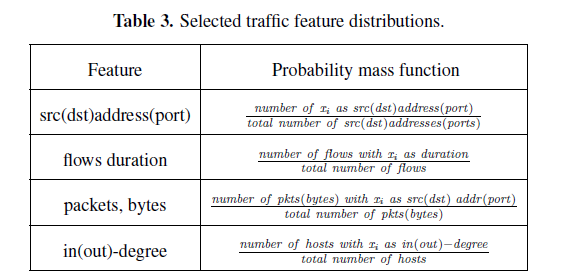 Table 3. Selected traffic feature distributions.
Feature Probability mass function
src(dst)address(port) number of x_i as src(dst)address(port)
total number of src(dst)addresses(ports)
flows duration number of flows with x_i as duration
total number of flows
packets, bytes number of pkts(bytes) with x_i as src(dst) addr(port)
total number of pkts(bytes)
in(out)-degree number of hosts with x_i as in(out)−degree
total number of hosts